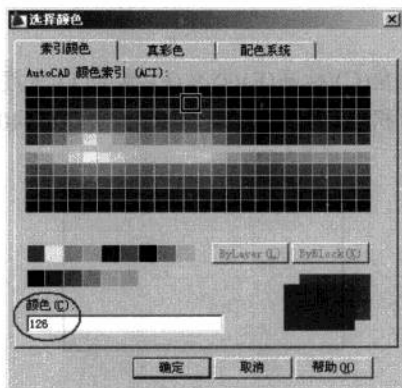 选择颜色
索引颜色 真彩色 配色系统
AutoCAD 颜色索引 (ACI):
ByLayer(L) ByBlock(K)
颜色(C):
126
确定 取消 帮助(H)